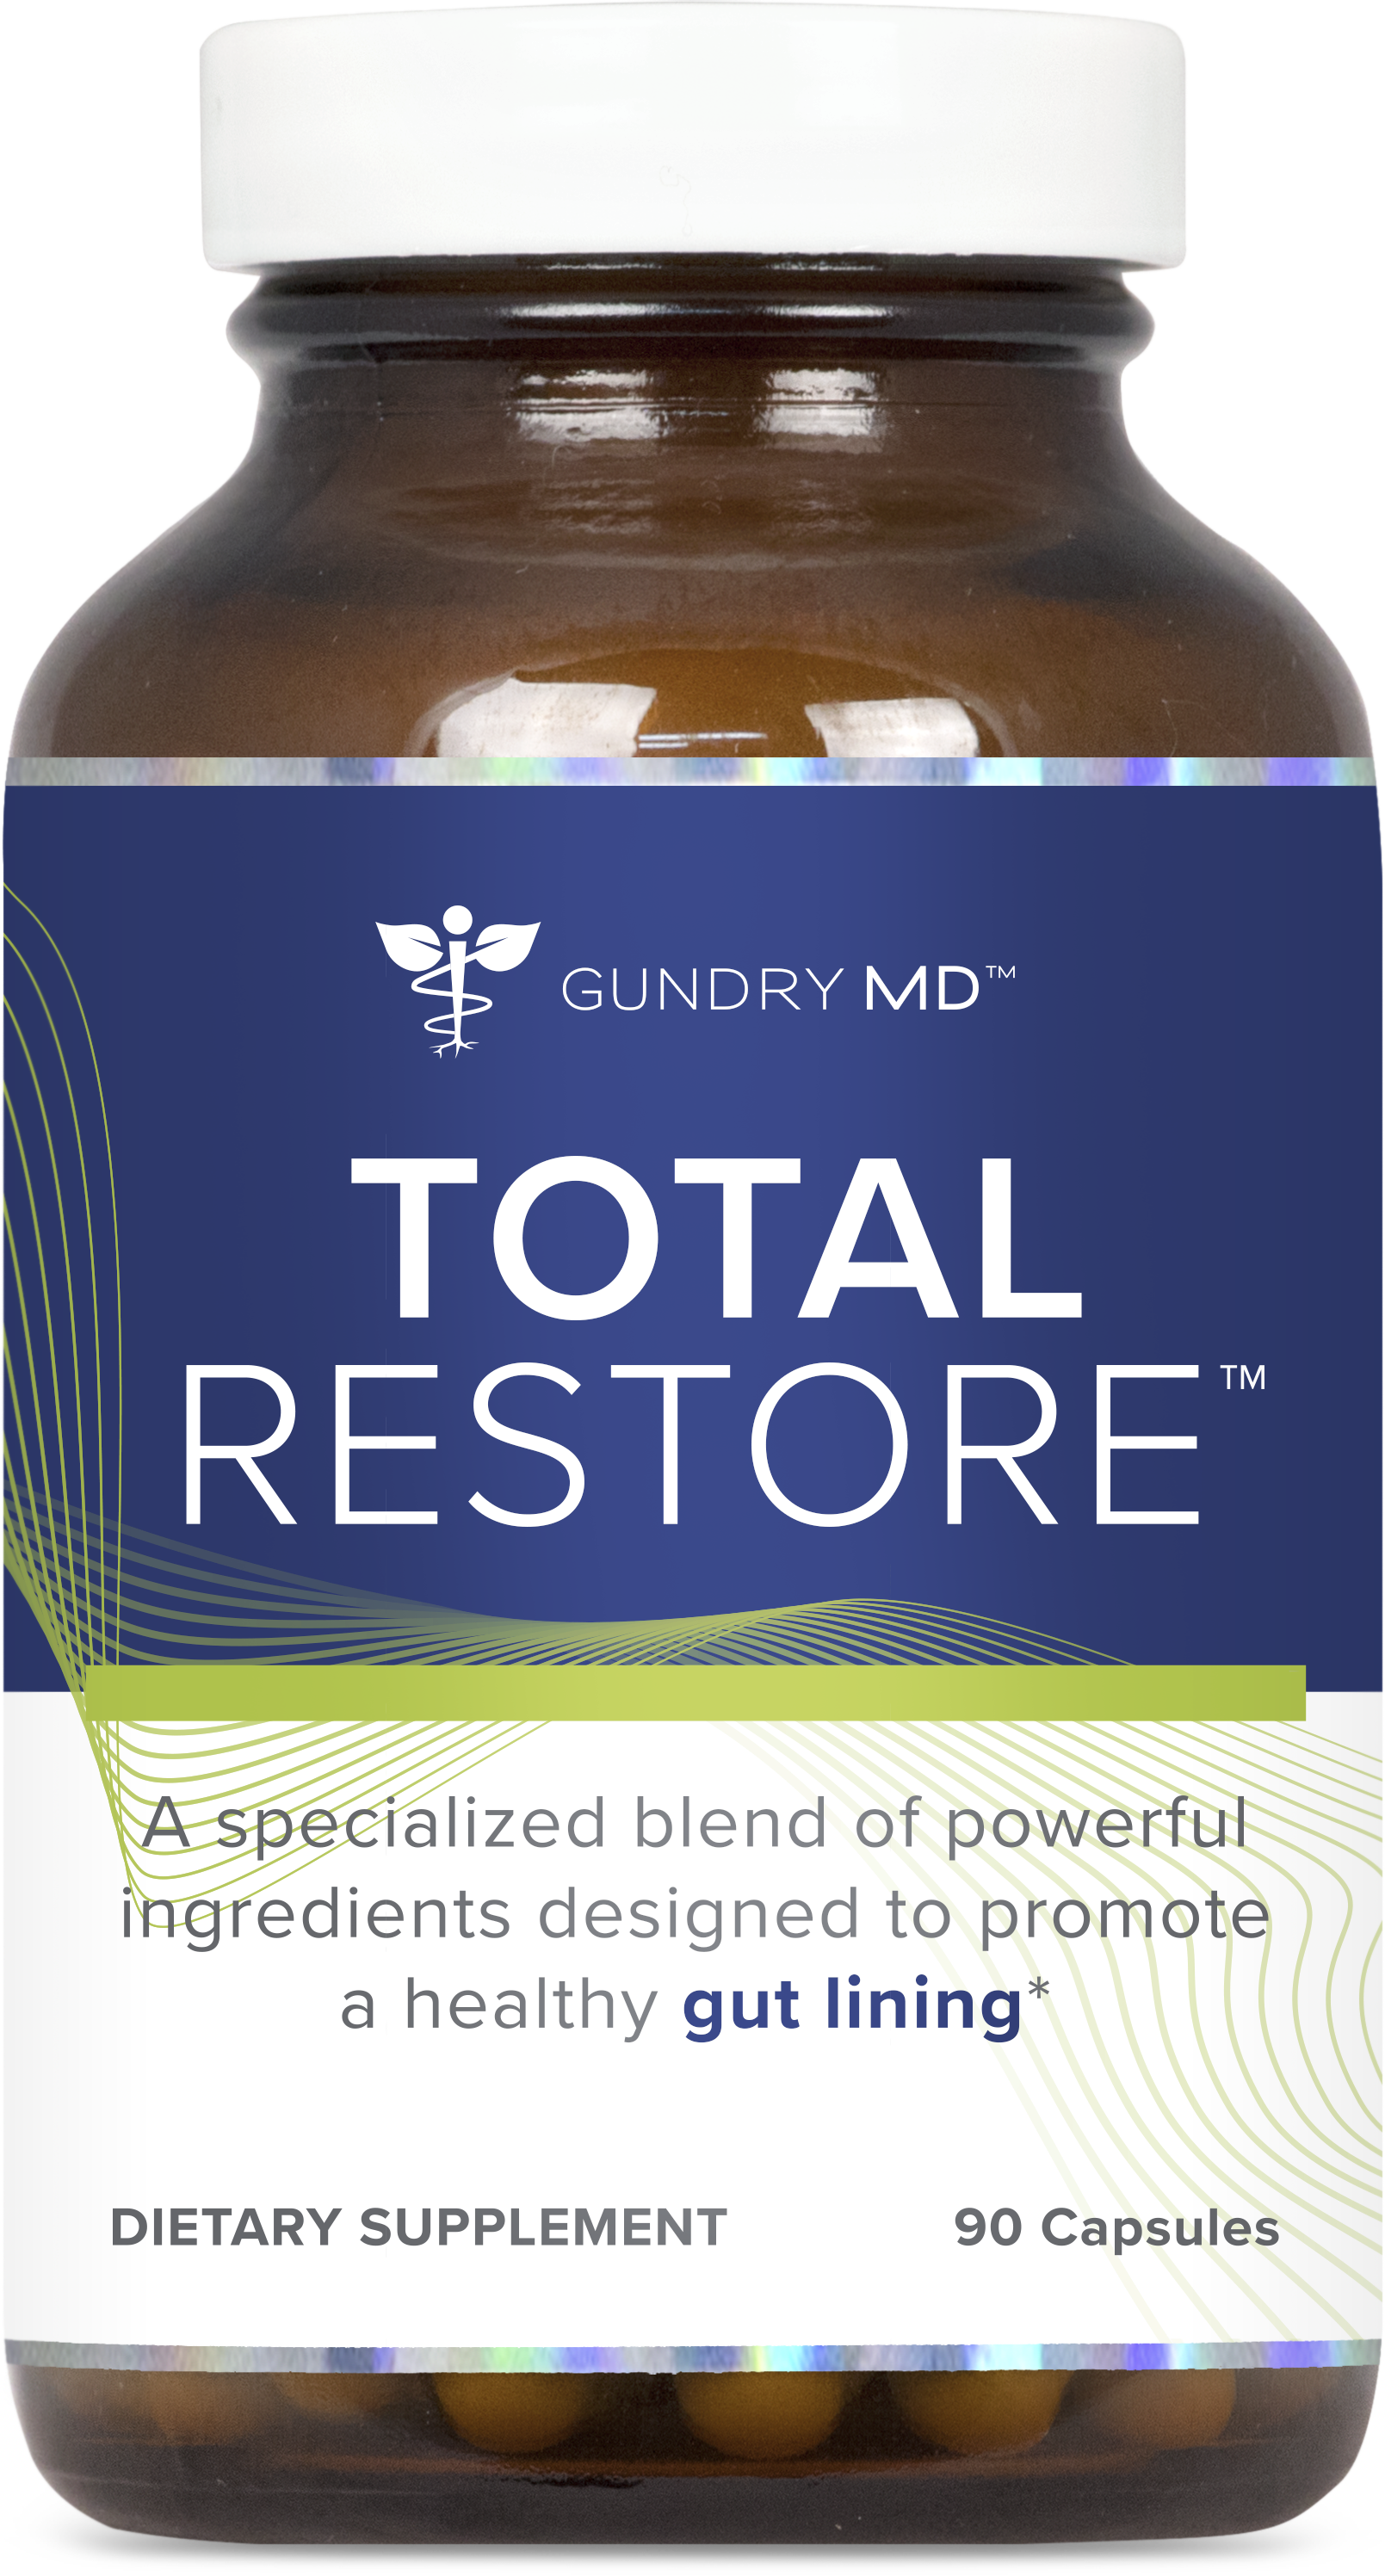 GUNDRY MD™
TOTAL
RESTORE™
A specialized blend of powerful
ingredients designed to promote
a healthy gut lining*
DIETARY SUPPLEMENT 90 Capsules